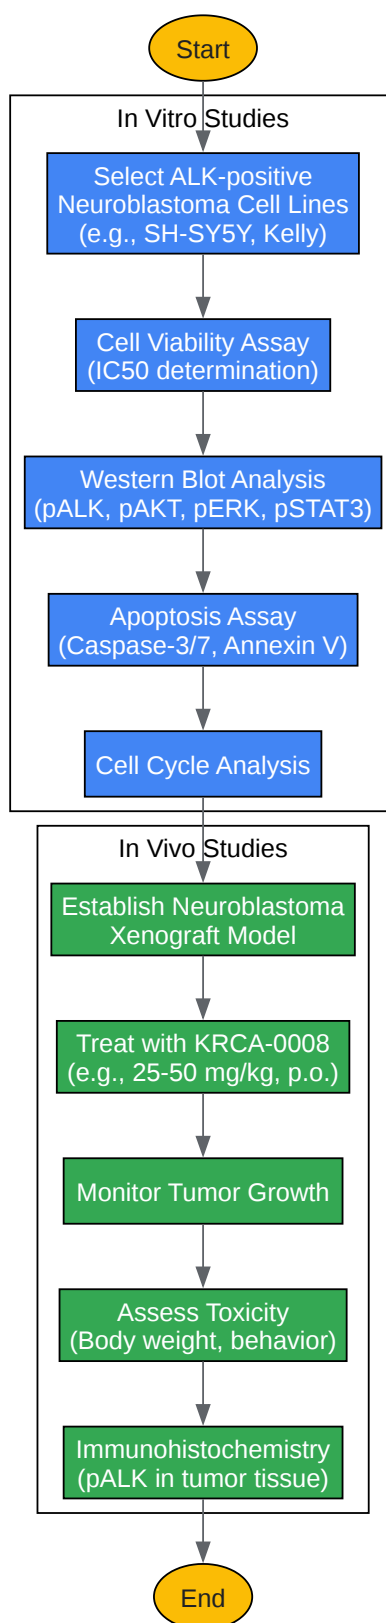 Start
In Vitro Studies
Select ALK-positive
Neuroblastoma Cell Lines
(e.g., SH-SY5Y, Kelly)
Cell Viability Assay
(IC50 determination)
Western Blot Analysis
(pALK, pAKT, pERK, pSTAT3)
Apoptosis Assay
(Caspase-3/7, Annexin V)
Cell Cycle Analysis
In Vivo Studies
Establish Neuroblastoma
Xenograft Model
Treat with KRCA-0008
(e.g., 25-50 mg/kg, p.o.)
Monitor Tumor Growth
Assess Toxicity
(Body weight, behavior)
Immunohistochemistry
(pALK in tumor tissue)
End